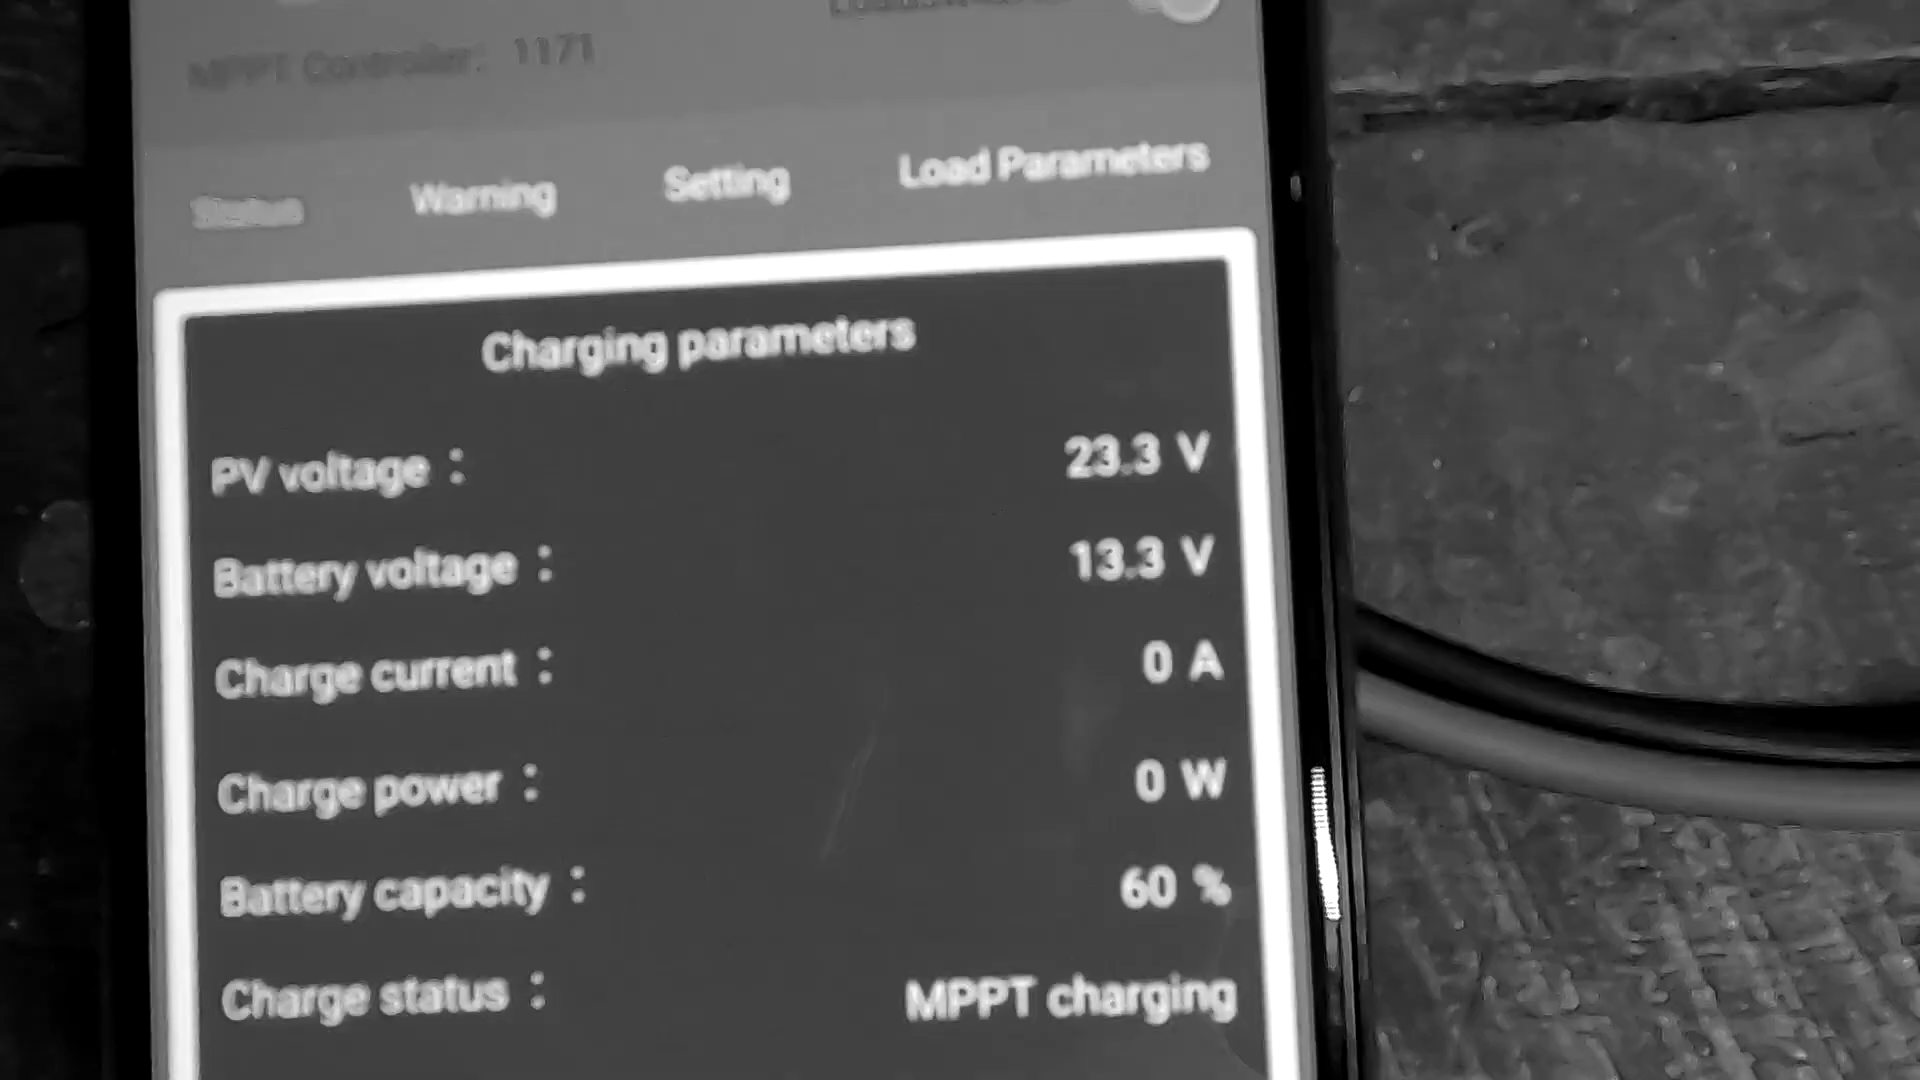 MPPT Controller: 1171
Status Warning Setting Load Parameters
Charging parameters
PV voltage : 23.3 V
Battery voltage : 13.3 V
Charge current : 0 A
Charge power : 0 W
Battery capacity : 60 %
Charge status : MPPT charging